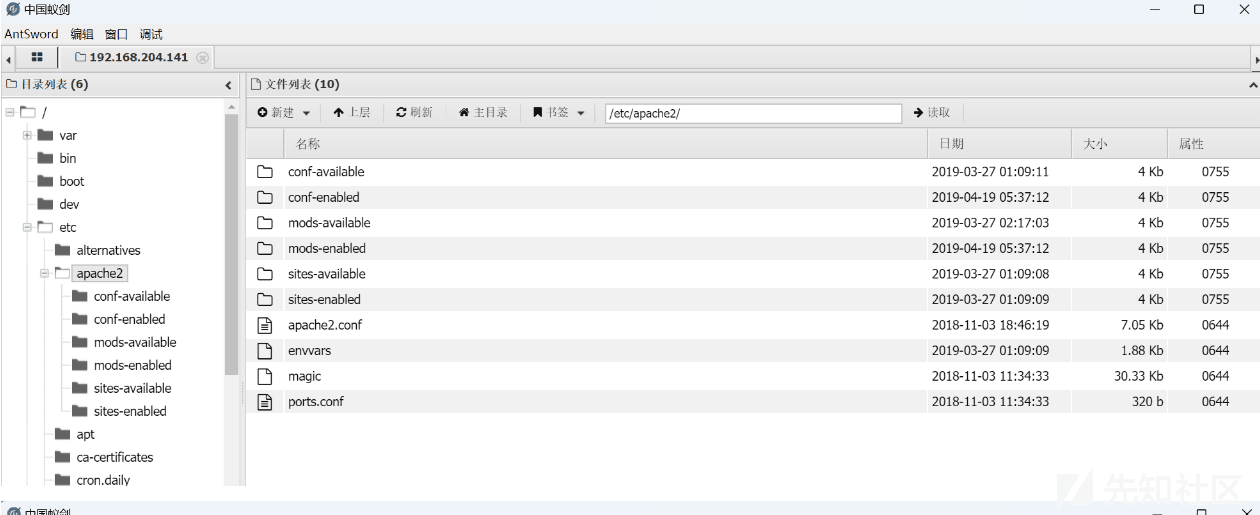 中国蚁剑
AntSword 编辑 窗口 调试
192.168.204.141
目录列表 (6)
/
var
bin
boot
dev
etc
alternatives
apache2
conf-available
conf-enabled
mods-available
mods-enabled
sites-available
sites-enabled
apt
ca-certificates
cron.daily
文件列表 (10)
新建 上层 刷新 主目录 书签 /etc/apache2/ 读取
名称 日期 大小 属性
conf-available 2019-03-27 01:09:11 4 Kb 0755
conf-enabled 2019-04-19 05:37:12 4 Kb 0755
mods-available 2019-03-27 02:17:03 4 Kb 0755
mods-enabled 2019-04-19 05:37:12 4 Kb 0755
sites-available 2019-03-27 01:09:08 4 Kb 0755
sites-enabled 2019-03-27 01:09:09 4 Kb 0755
apache2.conf 2018-11-03 18:46:19 7.05 Kb 0644
envvars 2019-03-27 01:09:09 1.88 Kb 0644
magic 2018-11-03 11:34:33 30.33 Kb 0644
ports.conf 2018-11-03 11:34:33 320 b 0644
先知社区
中国蚁剑